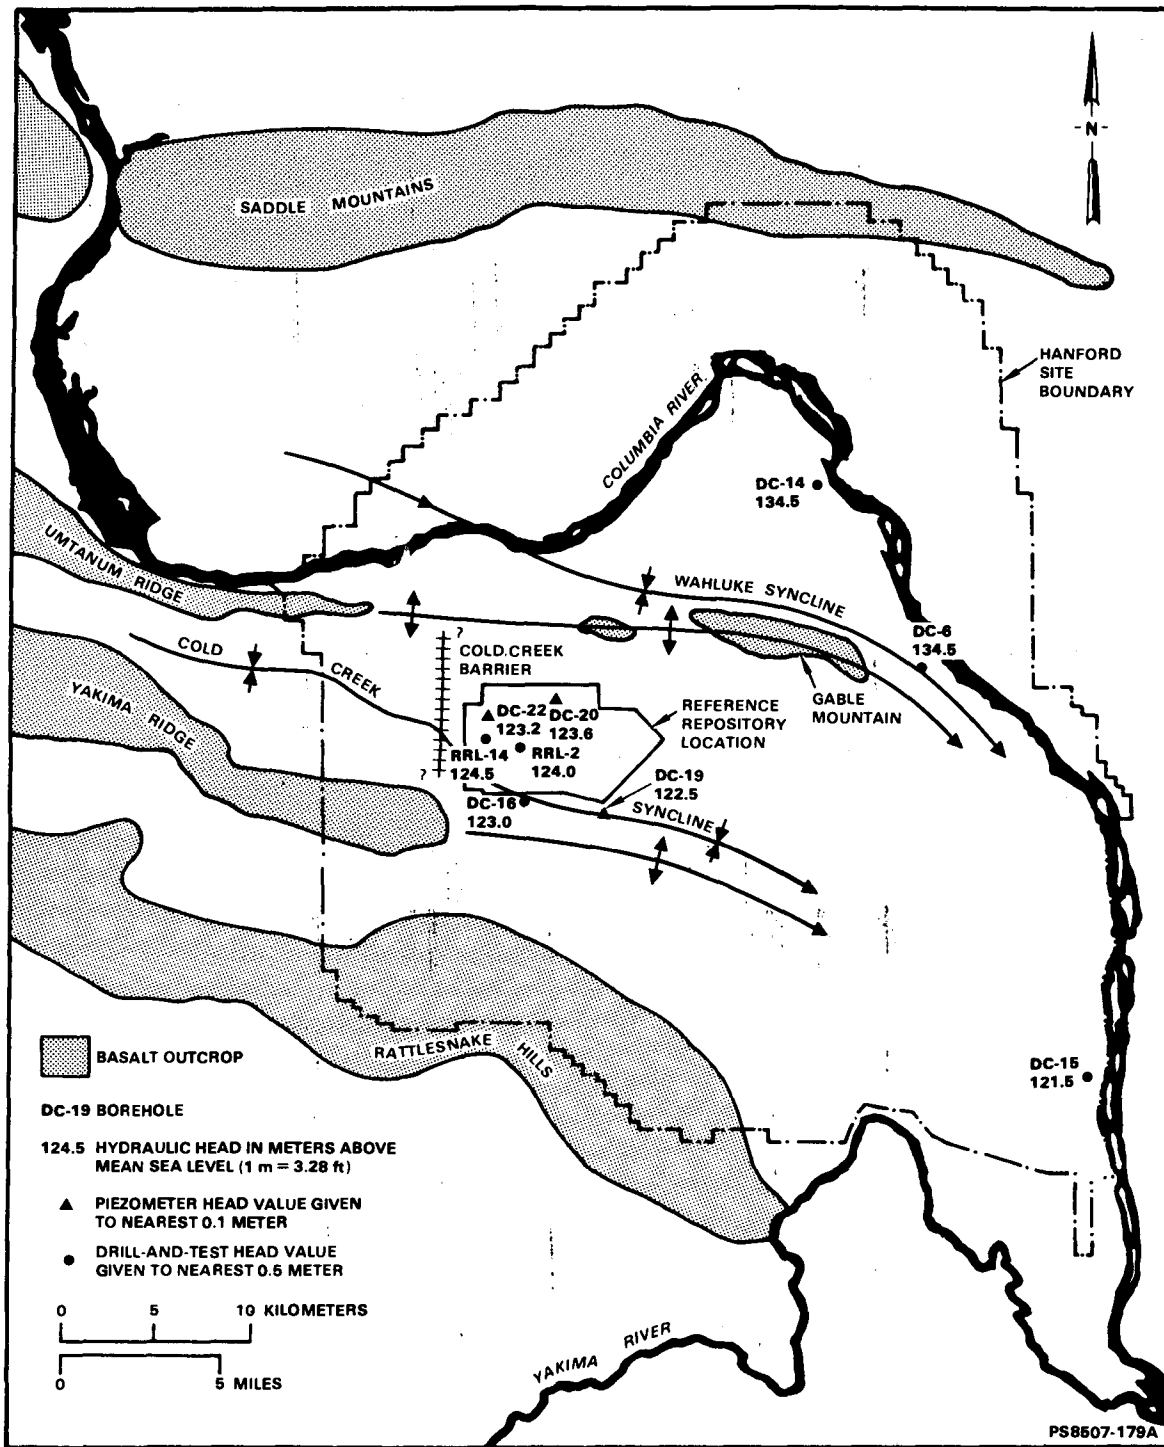 SADDLE MOUNTAINS
-N-
HANFORD
SITE
BOUNDARY
COLUMBIA RIVER
DC-14
134.5
UMTANUM RIDGE
WAHLUKE SYNCLINE
DC-6
134.5
COLD CREEK
?
COLD CREEK
BARRIER
GABLE
MOUNTAIN
YAKIMA RIDGE
DC-22
123.2
DC-20
123.6
REFERENCE
REPOSITORY
LOCATION
RRL-14
124.5
RRL-2
124.0
?
DC-19
122.5
DC-16
123.0
SYNCLINE
RATTLESNAKE HILLS
DC-15
121.5
BASALT OUTCROP
DC-19 BOREHOLE
124.5 HYDRAULIC HEAD IN METERS ABOVE
MEAN SEA LEVEL (1 m = 3.28 ft)
PIEZOMETER HEAD VALUE GIVEN
TO NEAREST 0.1 METER
DRILL-AND-TEST HEAD VALUE
GIVEN TO NEAREST 0.5 METER
0 5 10 KILOMETERS
0 5 MILES
YAKIMA RIVER
PS8507-179A